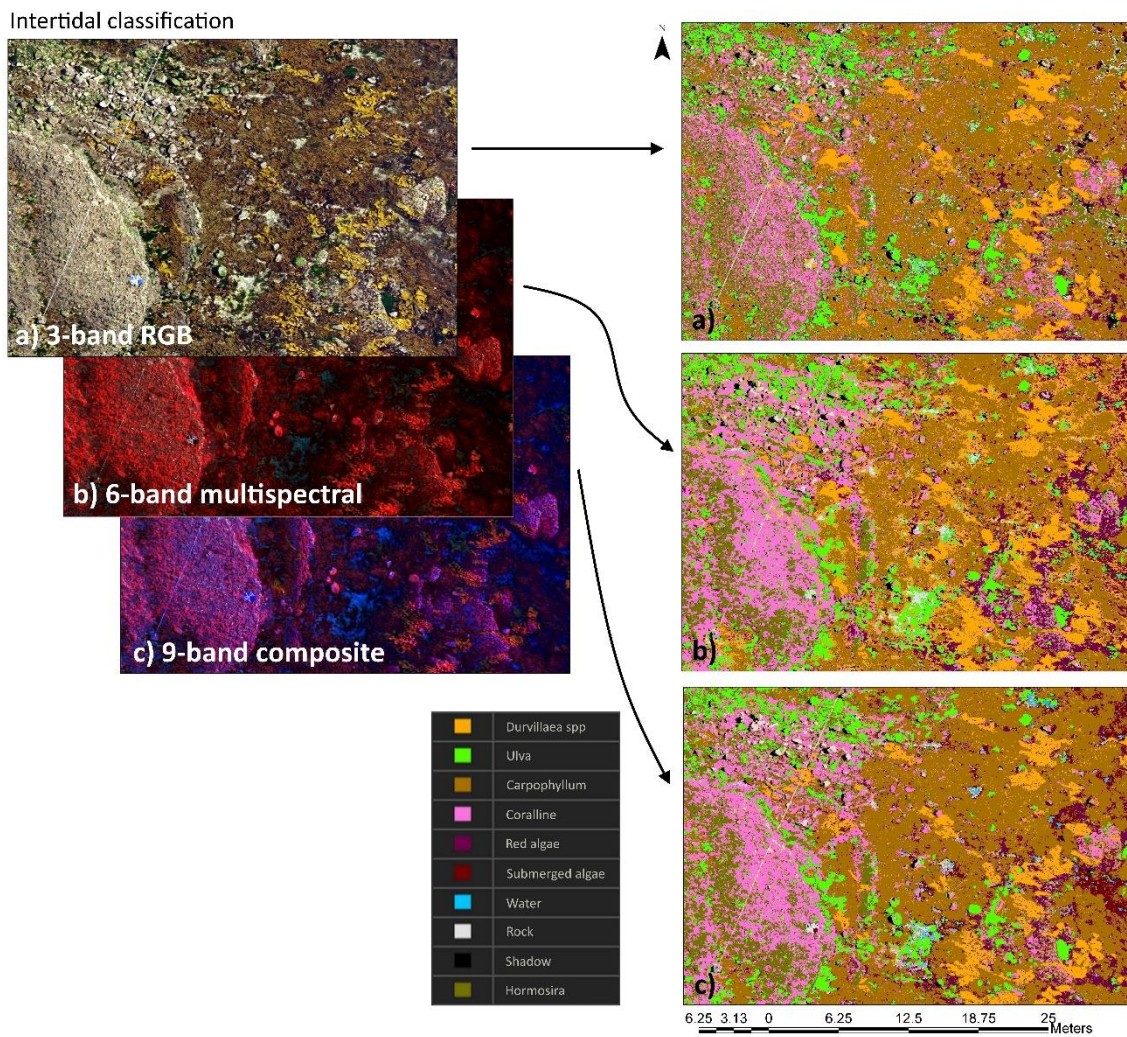 Intertidal classification
N
a) 3-band RGB
b) 6-band multispectral
c) 9-band composite
a)
b)
c)
Durvillaea spp
Ulva
Carpophyllum
Coralline
Red algae
Submerged algae
Water
Rock
Shadow
Hormosira
6.25 3.13 0 6.25 12.5 18.75 25
Meters